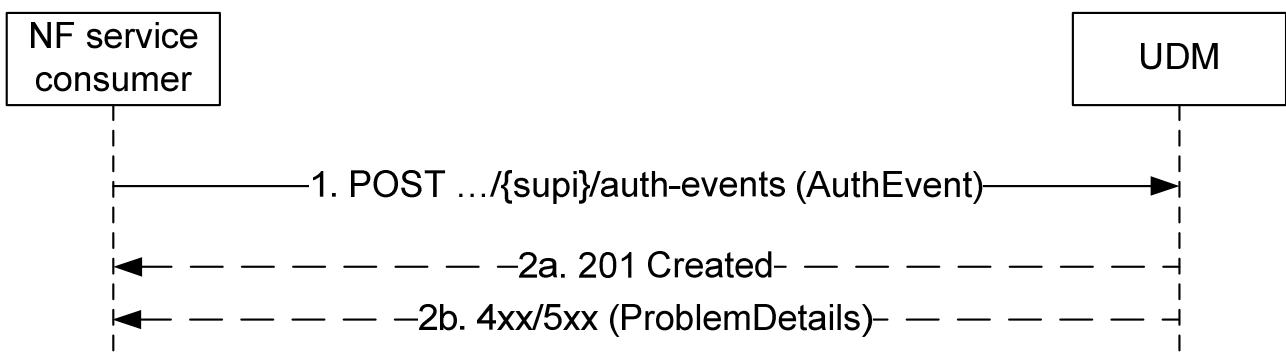 NF service
consumer
UDM
1. POST …/{supi}/auth-events (AuthEvent)
2a. 201 Created
2b. 4xx/5xx (ProblemDetails)